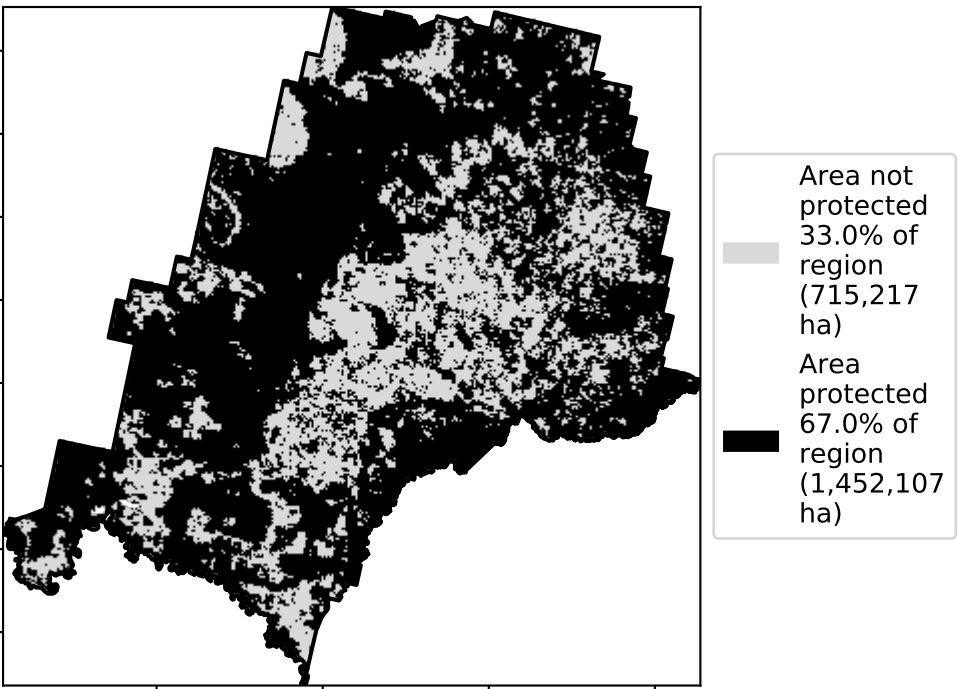 Area not
protected
33.0% of
region
(715,217
ha)
Area
protected
67.0% of
region
(1,452,107
ha)